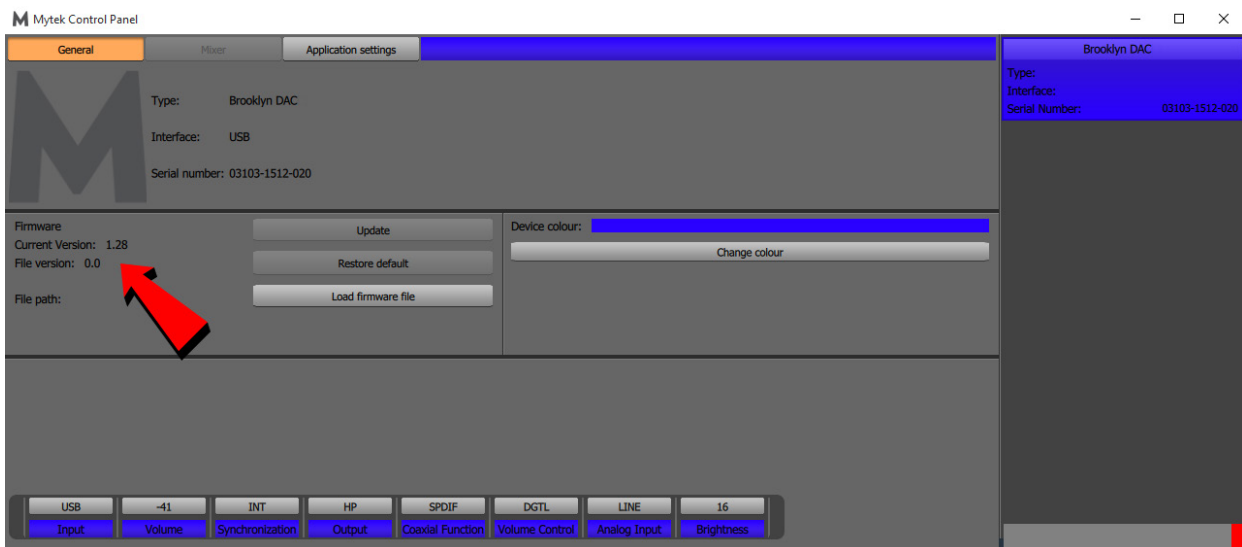 M Mytek Control Panel
General Mixer Application settings
Brooklyn DAC
Type:
Interface:
Serial Number: 03103-1512-020
M
Type: Brooklyn DAC
Interface: USB
Serial number: 03103-1512-020
Firmware
Current Version: 1.28
File version: 0.0
File path:
Update
Restore default
Load firmware file
Device colour:
Change colour
USB -41 INT HP SPDIF DGTL LINE 16
Input Volume Synchronization Output Coaxial Function Volume Control Analog Input Brightness